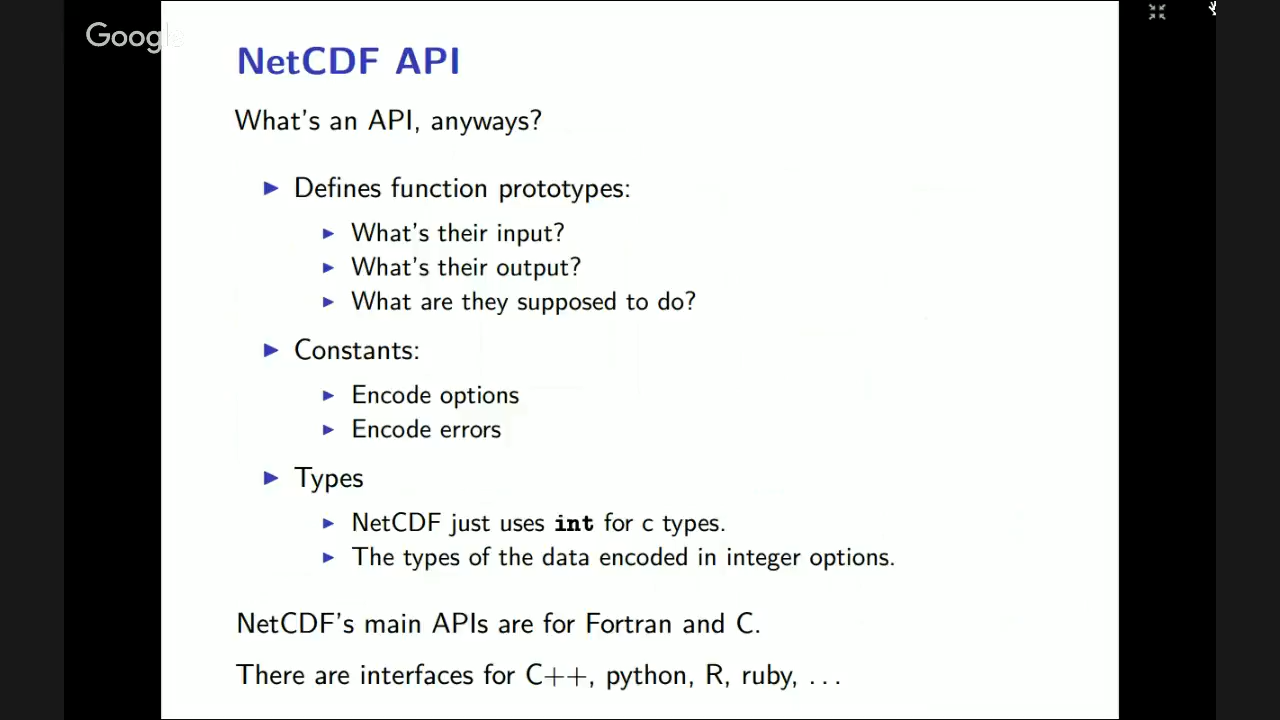 Google
NetCDF API
What's an API, anyways?
Defines function prototypes:
What's their input?
What's their output?
What are they supposed to do?
Constants:
Encode options
Encode errors
Types
NetCDF just uses int for c types.
The types of the data encoded in integer options.
NetCDF's main APIs are for Fortran and C.
There are interfaces for C++, python, R, ruby, ...